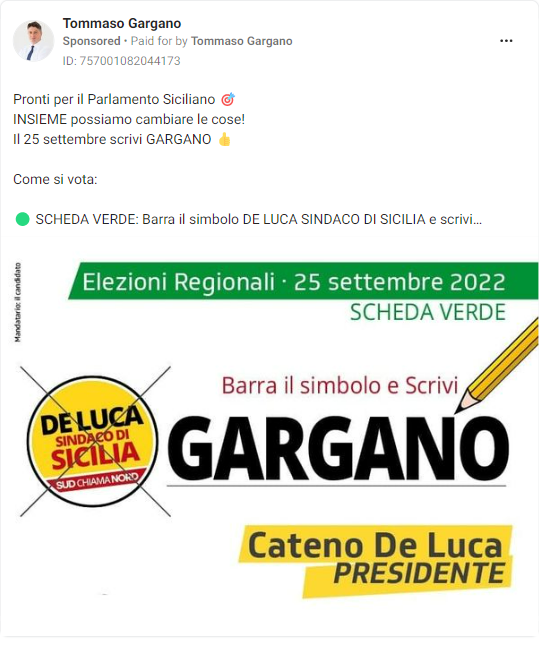 Tommaso Gargano
Sponsored • Paid for by Tommaso Gargano
ID: 757001082044173
Pronti per il Parlamento Siciliano 🎯
INSIEME possiamo cambiare le cose!
Il 25 settembre scrivi GARGANO 👍
Come si vota:
🟢 SCHEDA VERDE: Barra il simbolo DE LUCA SINDACO DI SICILIA e scrivi...
Mandatario: il candidato
Elezioni Regionali · 25 settembre 2022
SCHEDA VERDE
Barra il simbolo e Scrivi
GARGANO
DE LUCA
SINDACO DI
SICILIA
SUD CHIAMA NORD
Cateno De Luca
PRESIDENTE